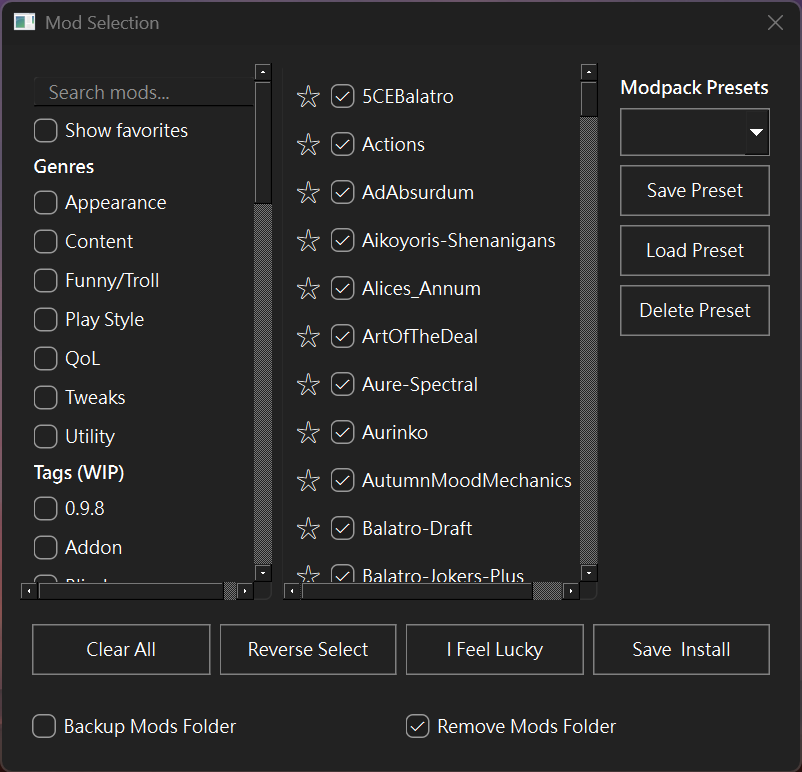 Mod Selection
Search mods...
Show favorites
Genres
Appearance
Content
Funny/Troll
Play Style
QoL
Tweaks
Utility
Tags (WIP)
0.9.8
Addon
5CEBalatro
Actions
AdAbsurdum
Aikoyoris-Shenanigans
Alices_Annum
ArtOfTheDeal
Aure-Spectral
Aurinko
AutumnMoodMechanics
Balatro-Draft
Balatro-Jokers-Plus
Modpack Presets
Save Preset
Load Preset
Delete Preset
Clear All
Reverse Select
I Feel Lucky
Save  Install
Backup Mods Folder
Remove Mods Folder